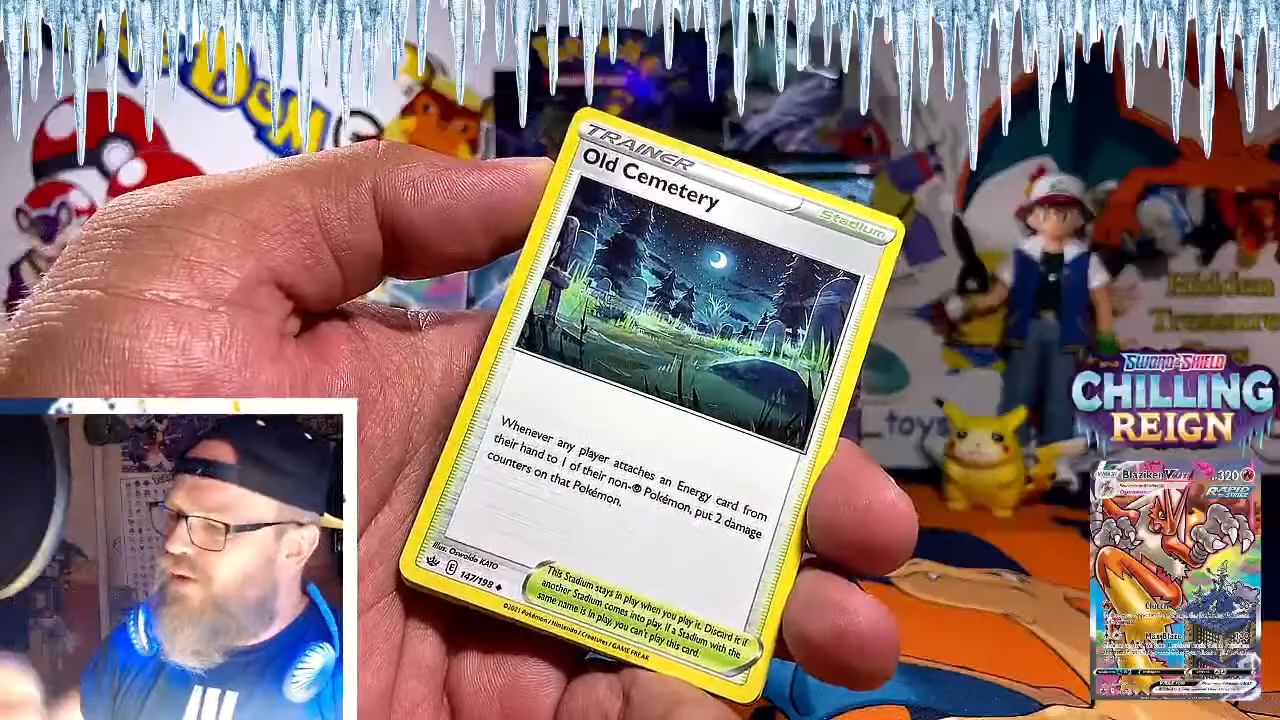 TRAINER
Old Cemetery
Stadium
Whenever any player attaches an Energy card from
their hand to 1 of their non- Pokémon, put 2 damage
counters on that Pokémon.
Illus. Oswaldo KATO
E 147/198
©2021 Pokémon/Nintendo/Creatures/GAME FREAK
This Stadium stays in play when you play it. Discard it if
another Stadium comes into play. If a Stadium with the
same name is in play, you can't play this card.
Hidden
_toys
SWORD & SHIELD
CHILLING
REIGN
Blaziken VMAX
320